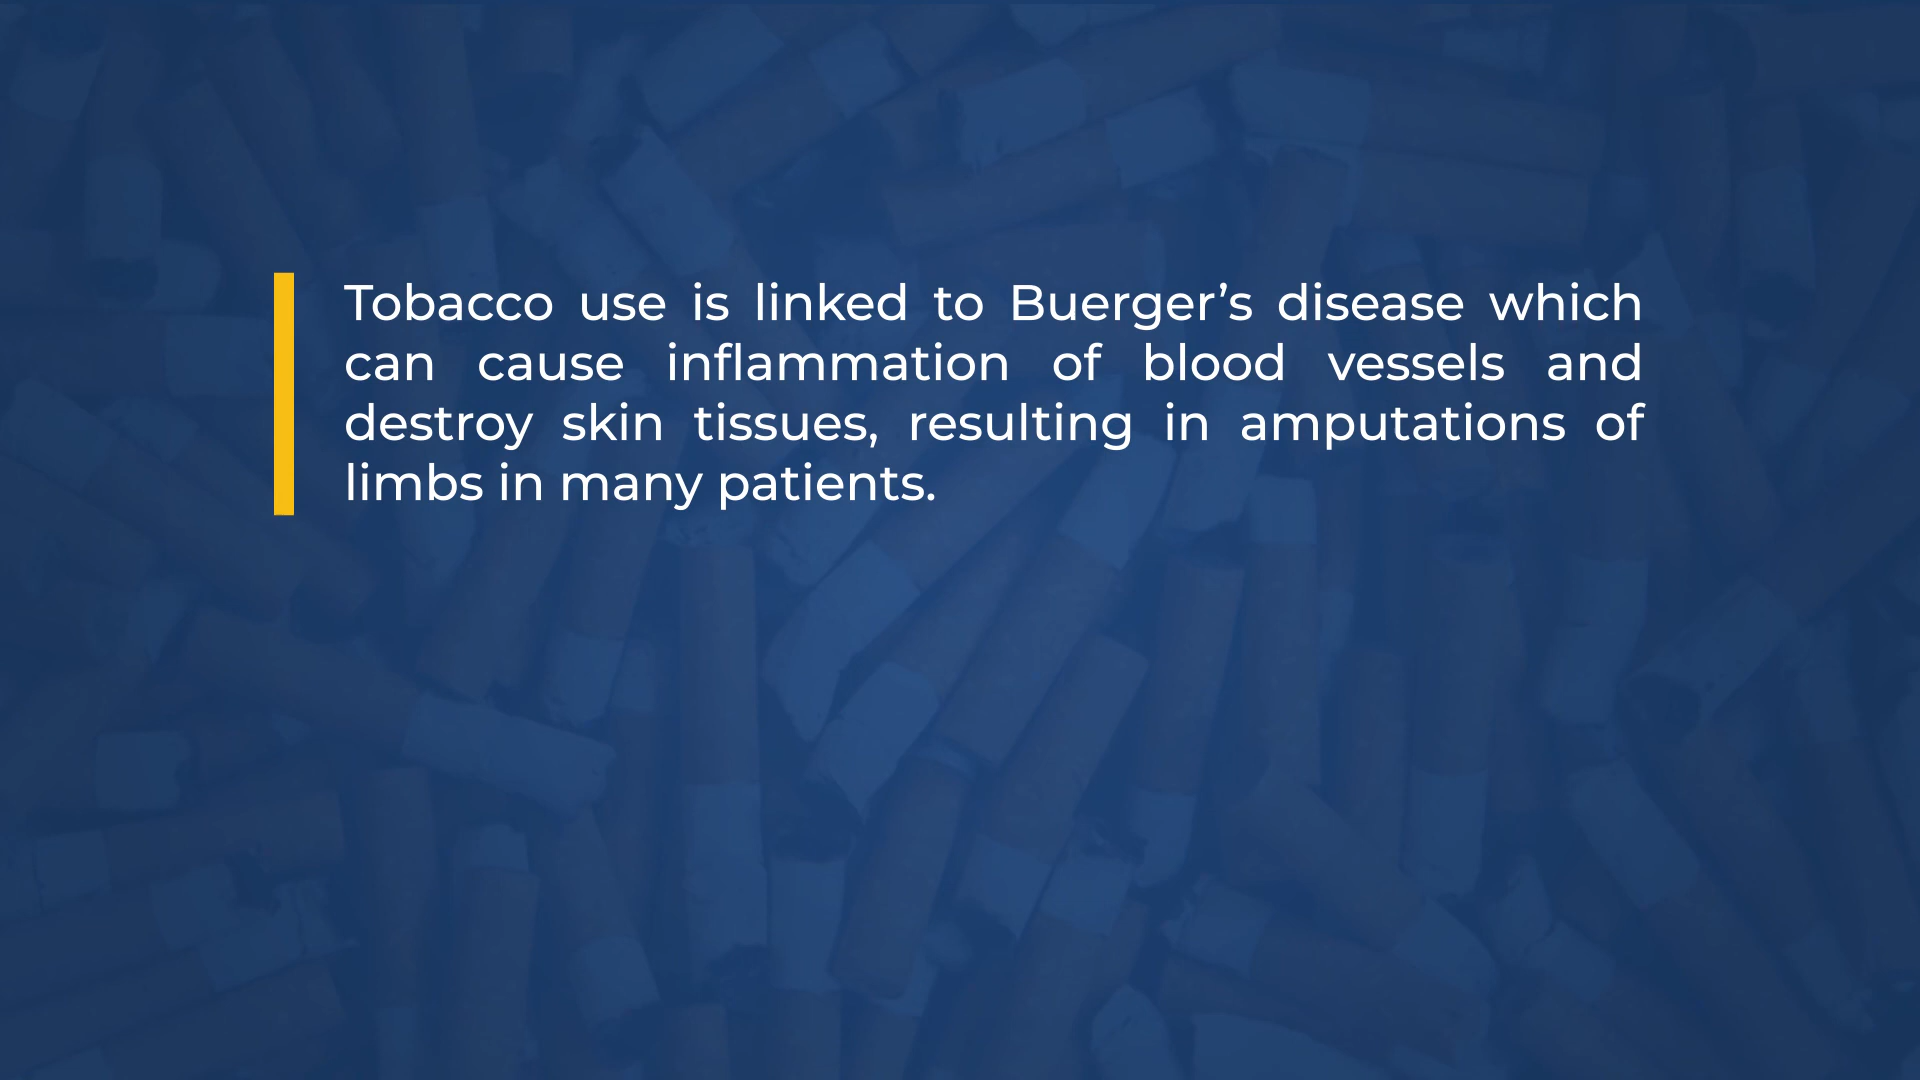 Tobacco use is linked to Buerger’s disease which
can cause inflammation of blood vessels and
destroy skin tissues, resulting in amputations of
limbs in many patients.